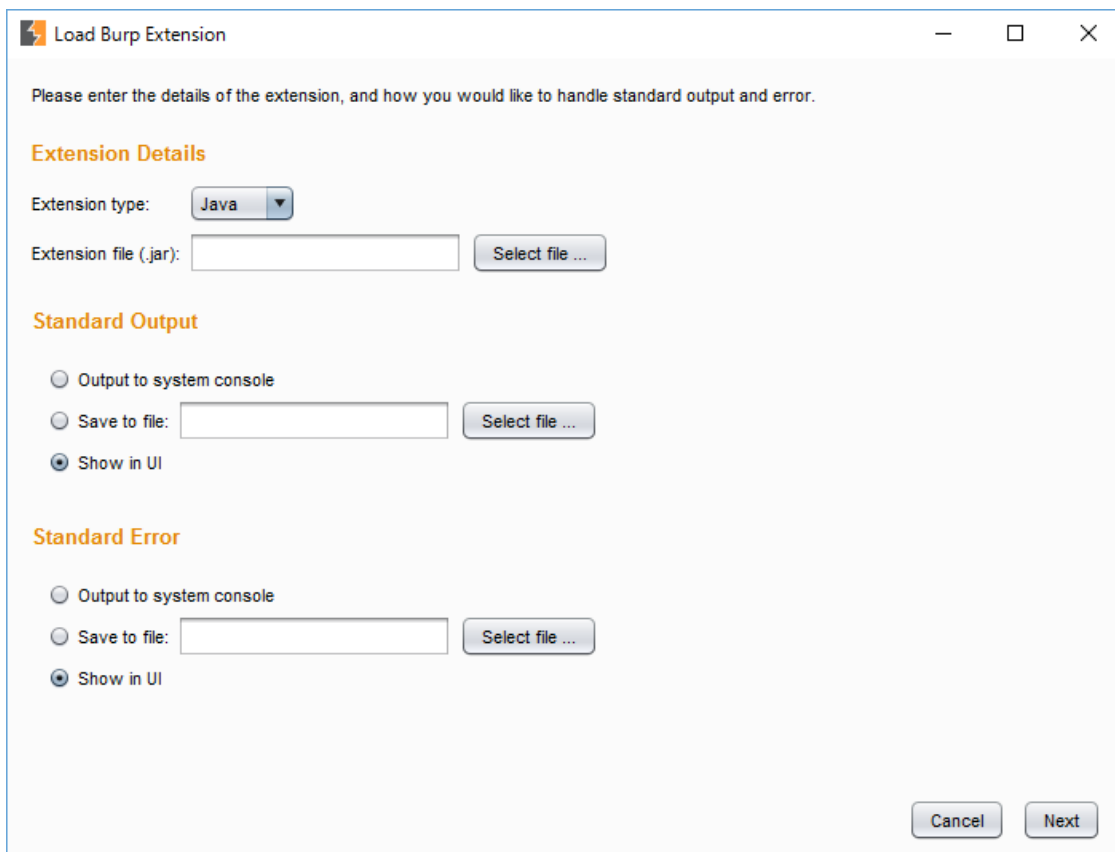 Load Burp Extension
Please enter the details of the extension, and how you would like to handle standard output and error.
Extension Details
Extension type: Java
Extension file (.jar): Select file ...
Standard Output
Output to system console
Save to file: Select file ...
Show in UI
Standard Error
Output to system console
Save to file: Select file ...
Show in UI
Cancel Next